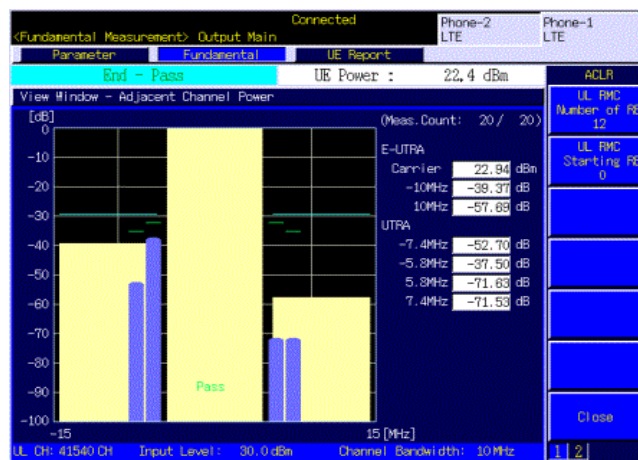 Connected
<Fundamental Measurement> Output Main
Phone-2
LTE
Phone-1
LTE
Parameter
Fundamental
UE Report
End - Pass
UE Power : 22.4 dBm
ACLR
View Window - Adjacent Channel Power
UL RMC
Number of RB
12
UL RMC
Starting RB
0
[dB]
(Meas.Count: 20 / 20)
0
-10
-20
-30
-40
-50
-60
-70
-80
-90
-100
E-UTRA
Carrier 22.94 dBm
-10MHz -39.37 dB
10MHz -57.69 dB
UTRA
-7.4MHz -52.70 dB
-5.8MHz -37.50 dB
5.8MHz -71.63 dB
7.4MHz -71.53 dB
Pass
-15
15 [MHz]
Close
UL CH: 41540 CH Input Level: 30.0 dBm Channel Bandwidth: 10 MHz
1 2